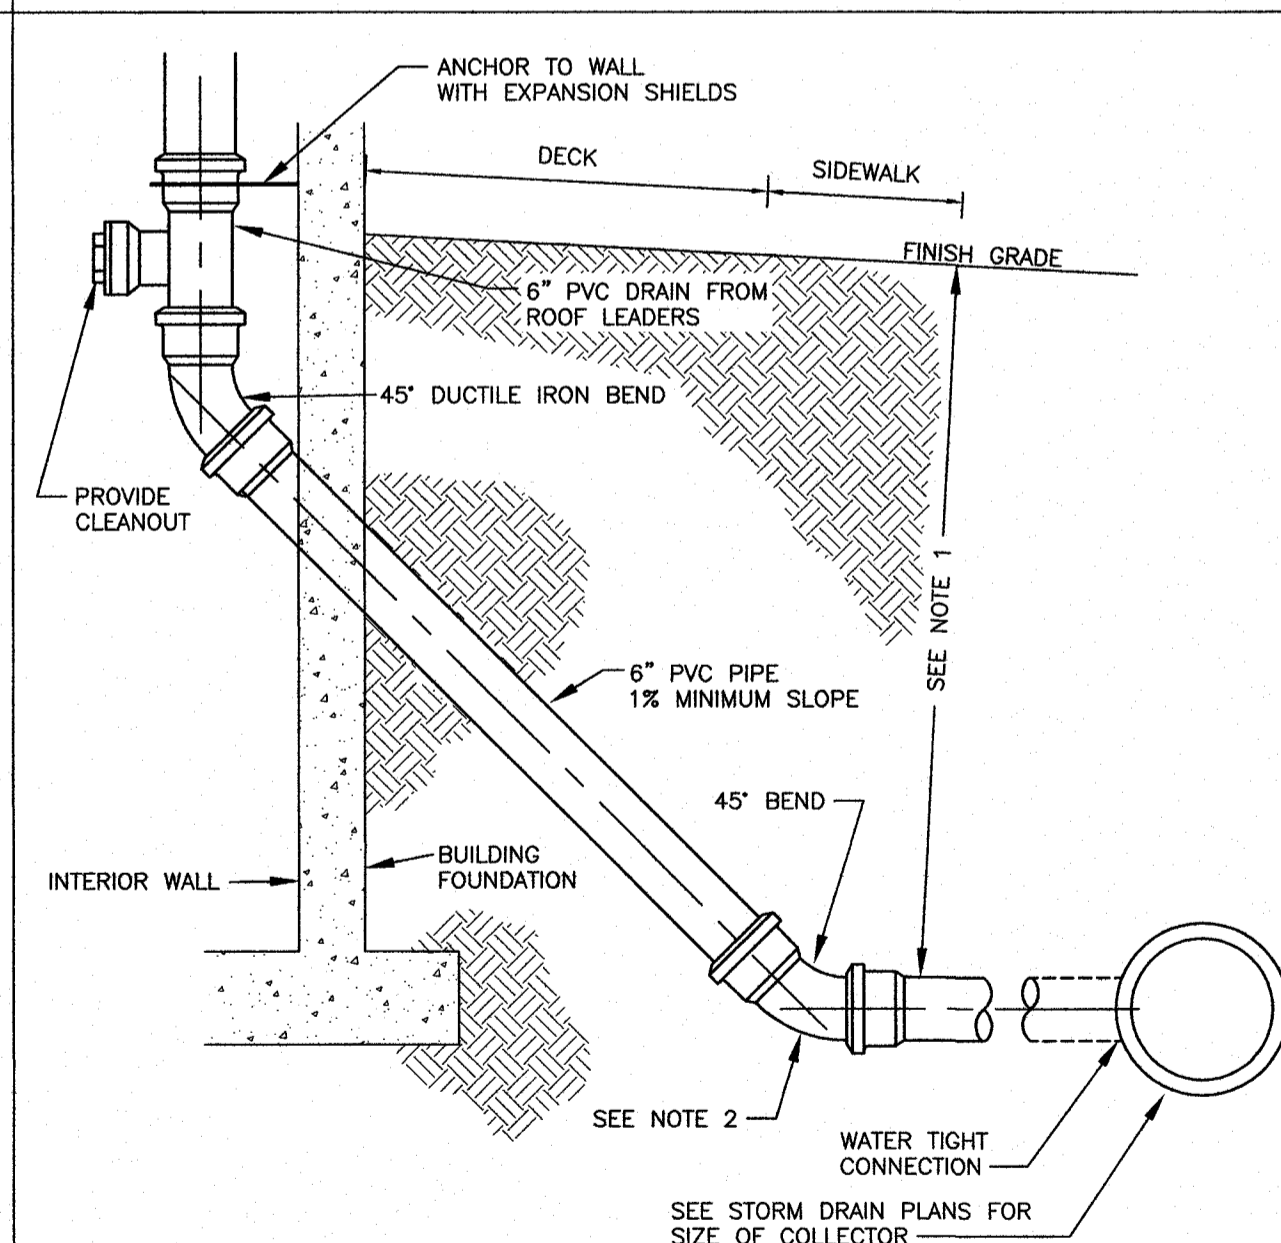 ANCHOR TO WALL
WITH EXPANSION SHIELDS
DECK
SIDEWALK
FINISH GRADE
6" PVC DRAIN FROM
ROOF LEADERS
45° DUCTILE IRON BEND
PROVIDE
CLEANOUT
SEE NOTE 1
6" PVC PIPE
1% MINIMUM SLOPE
45° BEND
BUILDING
FOUNDATION
INTERIOR WALL
SEE NOTE 2
WATER TIGHT
CONNECTION
SEE STORM DRAIN PLANS FOR
SIZE OF COLLECTOR